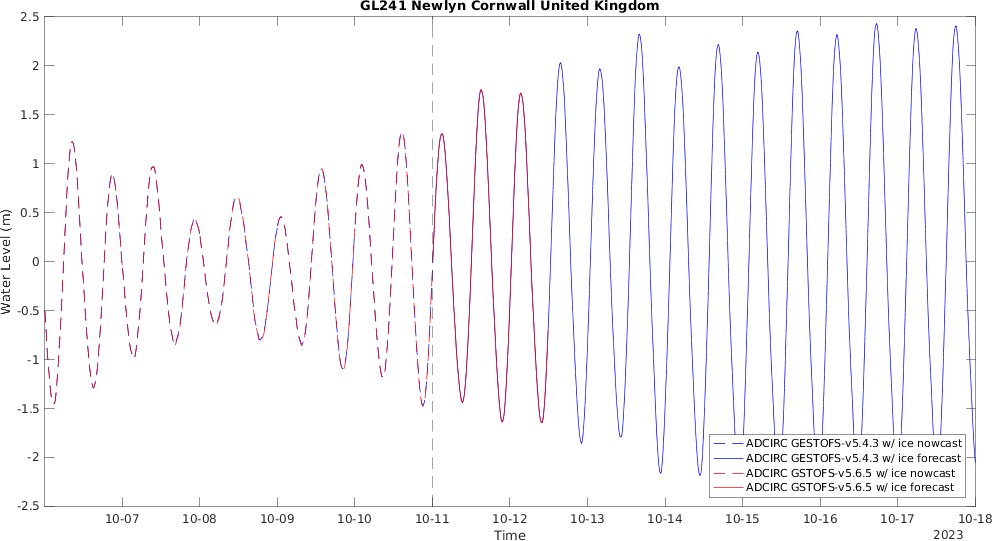 GL241 Newlyn Cornwall United Kingdom
2.5
2
1.5
1
0.5
0
-0.5
-1
-1.5
-2
-2.5
Water Level (m)
ADCIRC GESTOFS-v5.4.3 w/ ice nowcast
ADCIRC GESTOFS-v5.4.3 w/ ice forecast
ADCIRC GSTOFS-v5.6.5 w/ ice nowcast
ADCIRC GSTOFS-v5.6.5 w/ ice forecast
10-07 10-08 10-09 10-10 10-11 10-12 10-13 10-14 10-15 10-16 10-17 10-18
Time 2023